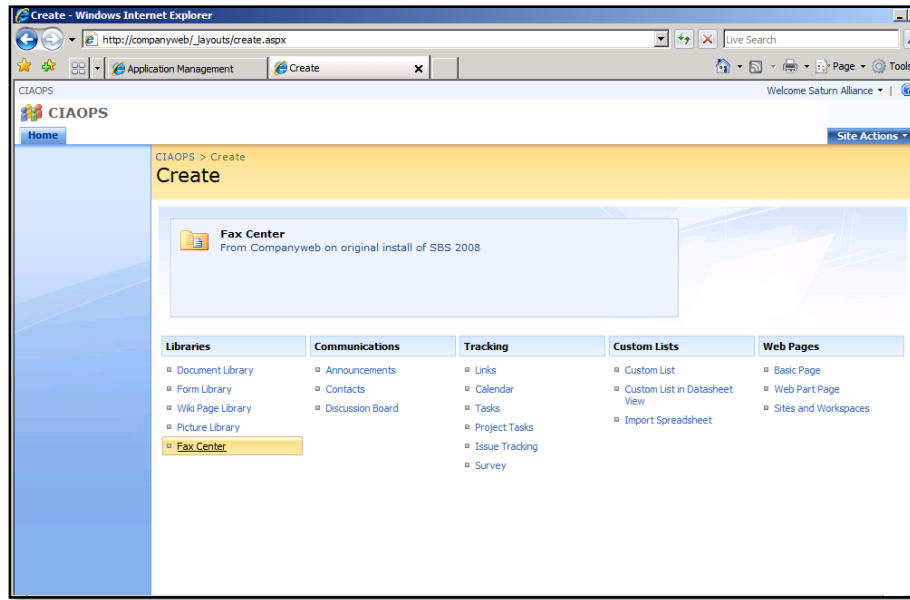 Create - Windows Internet Explorer
http://companyweb/_layouts/create.aspx
Live Search
Application Management
Create
Page
Tools
CIAOPS
Welcome Saturn Alliance
CIAOPS
Home
Site Actions
CIAOPS > Create
Create
Fax Center
From Companyweb on original install of SBS 2008
Libraries
Document Library
Form Library
Wiki Page Library
Picture Library
Fax Center
Communications
Announcements
Contacts
Discussion Board
Tracking
Links
Calendar
Tasks
Project Tasks
Issue Tracking
Survey
Custom Lists
Custom List
Custom List in Datasheet
View
Import Spreadsheet
Web Pages
Basic Page
Web Part Page
Sites and Workspaces